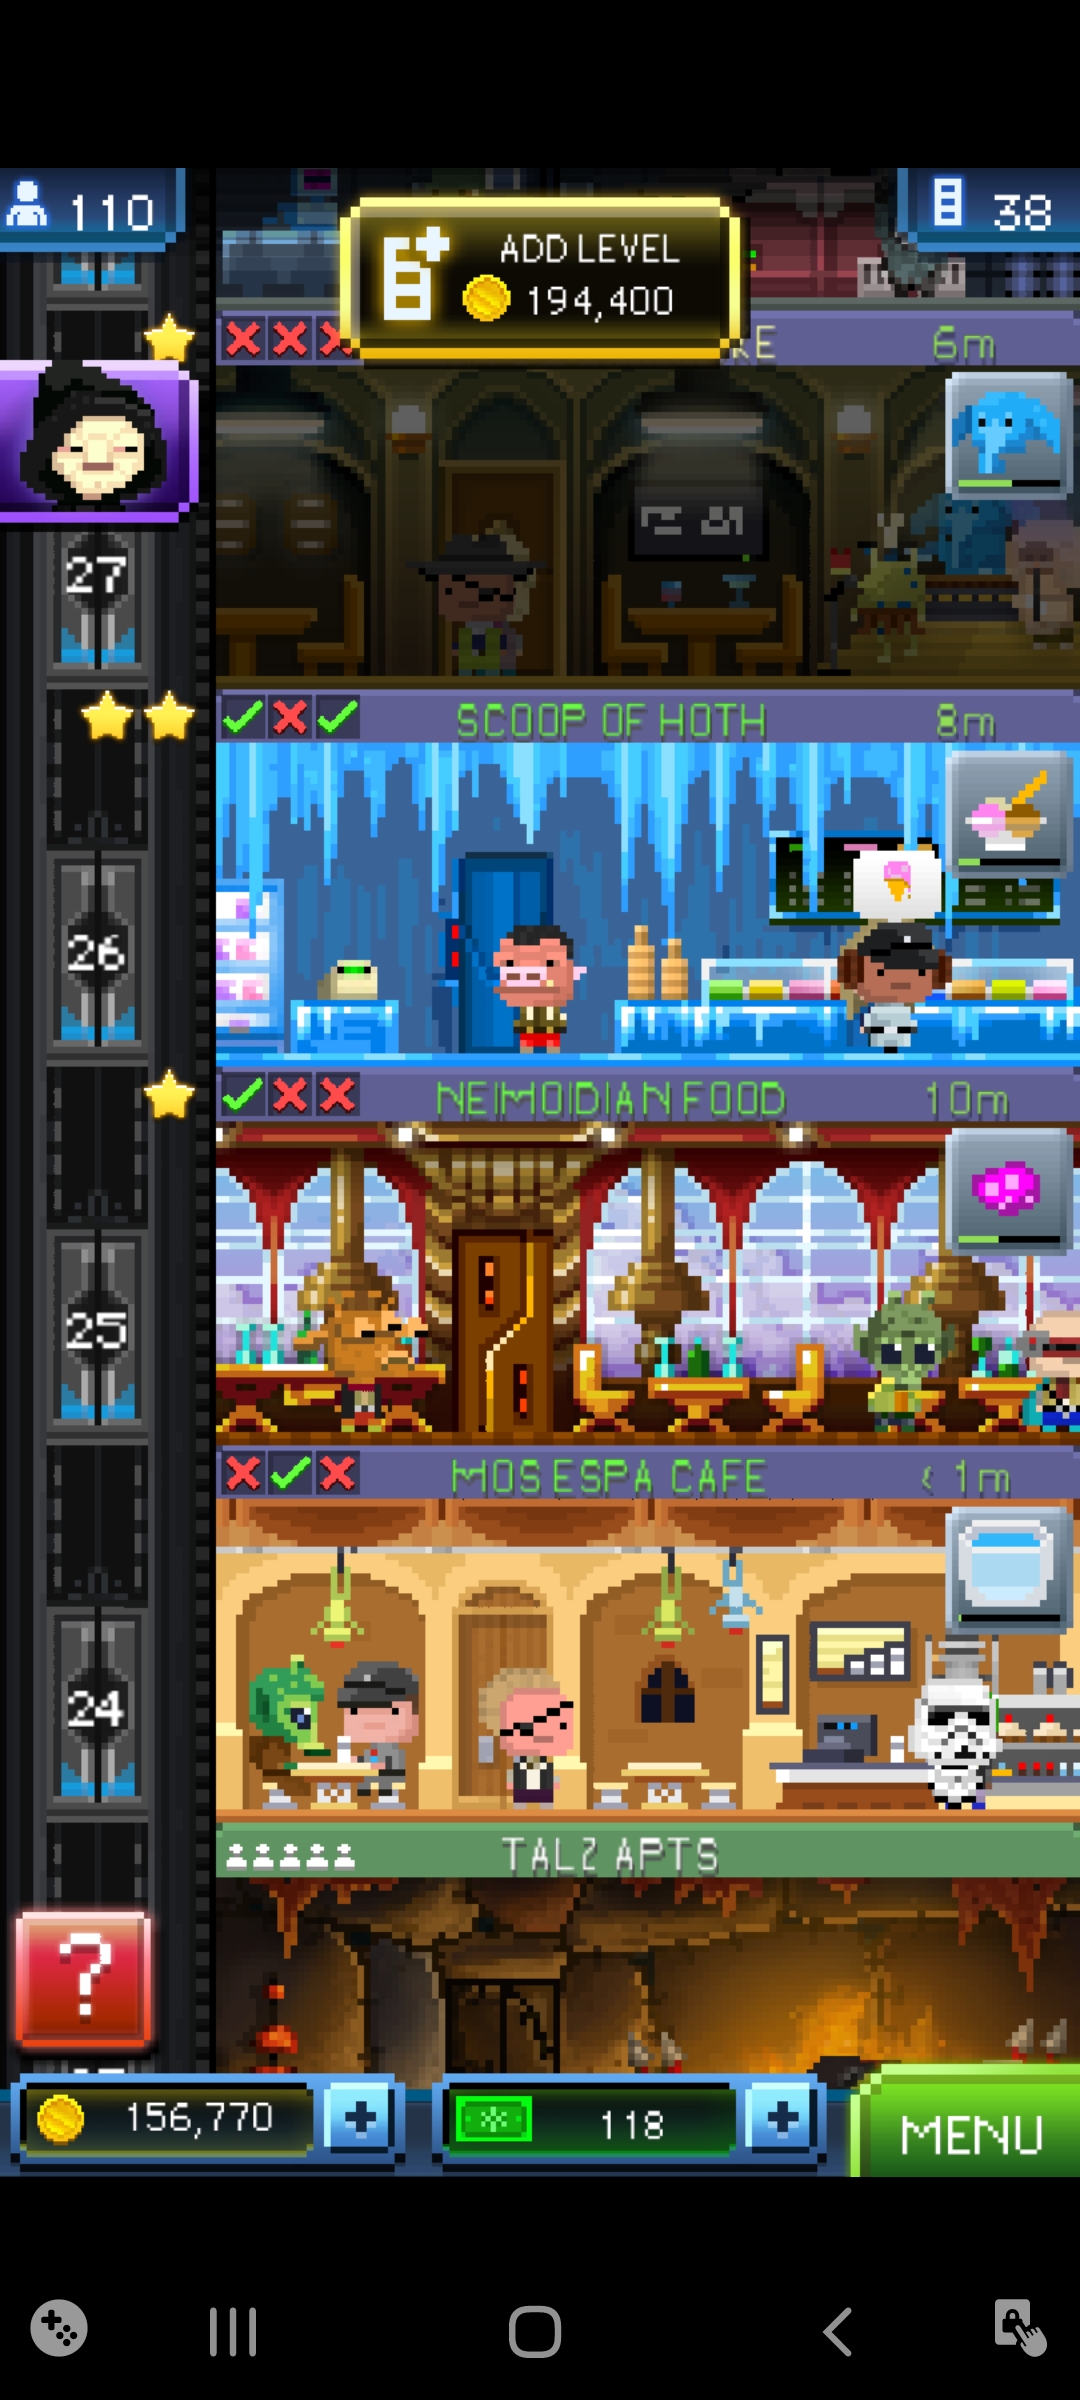 110
38
ADD LEVEL
194,400
KE 6m
27
SCOOP OF HOTH 8m
26
NEIMOIDIAN FOOD 10m
25
MOS ESPA CAFE < 1m
24
TALZ APTS
?
156,770
118
MENU